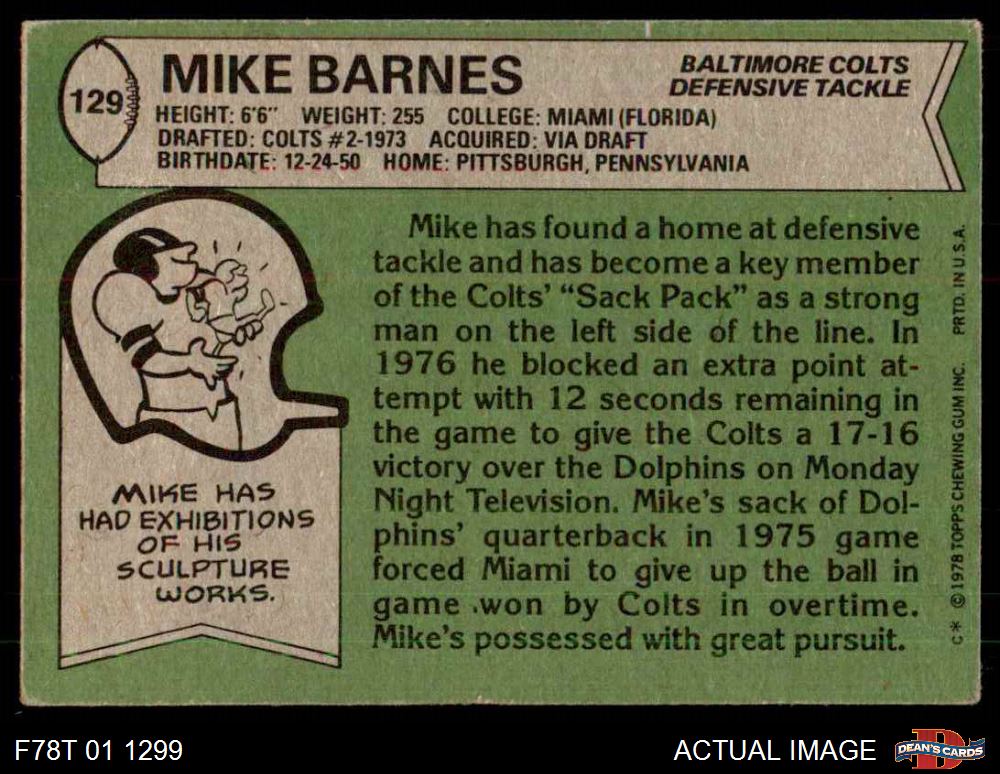 129
MIKE BARNES
BALTIMORE COLTS
DEFENSIVE TACKLE
HEIGHT: 6'6" WEIGHT: 255 COLLEGE: MIAMI (FLORIDA)
DRAFTED: COLTS #2-1973 ACQUIRED: VIA DRAFT
BIRTHDATE: 12-24-50 HOME: PITTSBURGH, PENNSYLVANIA
MIKE HAS
HAD EXHIBITIONS
OF HIS
SCULPTURE
WORKS.
Mike has found a home at defensive
tackle and has become a key member
of the Colts' "Sack Pack" as a strong
man on the left side of the line. In
1976 he blocked an extra point at-
tempt with 12 seconds remaining in
the game to give the Colts a 17-16
victory over the Dolphins on Monday
Night Television. Mike's sack of Dol-
phins' quarterback in 1975 game
forced Miami to give up the ball in
game won by Colts in overtime.
Mike's possessed with great pursuit.
C* © 1978 TOPPS CHEWING GUM INC. PRTD. IN U.S.A.
F78T 01 1299
ACTUAL IMAGE
D
DEAN'S CARDS